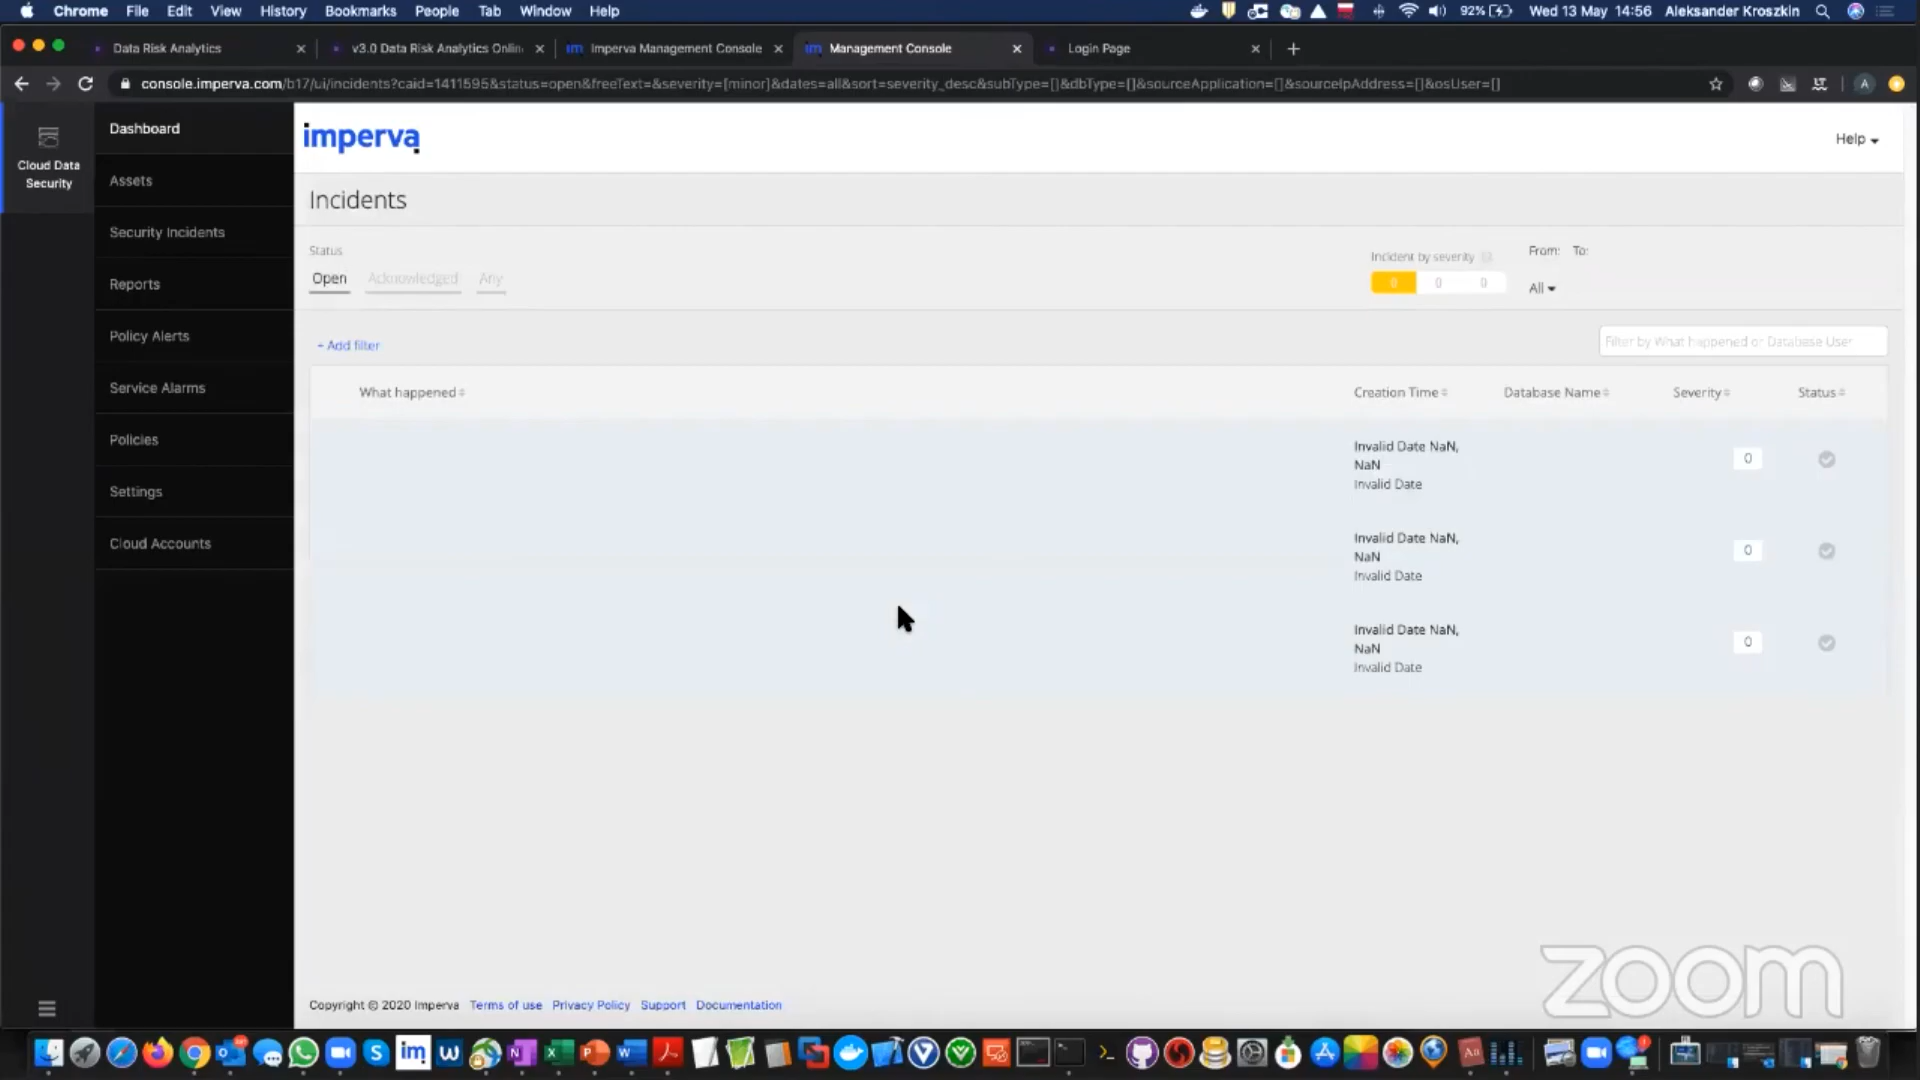 Chrome File Edit View History Bookmarks People Tab Window Help 92% Wed 13 May 14:56 Aleksander Kroszkin
Data Risk Analytics v3.0 Data Risk Analytics Onlin Imperva Management Console Management Console Login Page
console.imperva.com/b17/ui/incidents?caid=1411595&status=open&freeText=&severity=[minor]&dates=all&sort=severity_desc&subType=[]&dbType=[]&sourceApplication=[]&sourceIpAddress=[]&osUser=[]
Cloud Data
Security
Dashboard
Assets
Security Incidents
Reports
Policy Alerts
Service Alarms
Policies
Settings
Cloud Accounts
imperva
Help
Incidents
Status
Open Acknowledged Any
Incident by severity
0 0 0
From: To:
All
+ Add filter
Filter by What happened or Database User
What happened Creation Time Database Name Severity Status
Invalid Date NaN,
NaN
Invalid Date
0
Invalid Date NaN,
NaN
Invalid Date
0
Invalid Date NaN,
NaN
Invalid Date
0
Copyright © 2020 Imperva Terms of use Privacy Policy Support Documentation
zoom